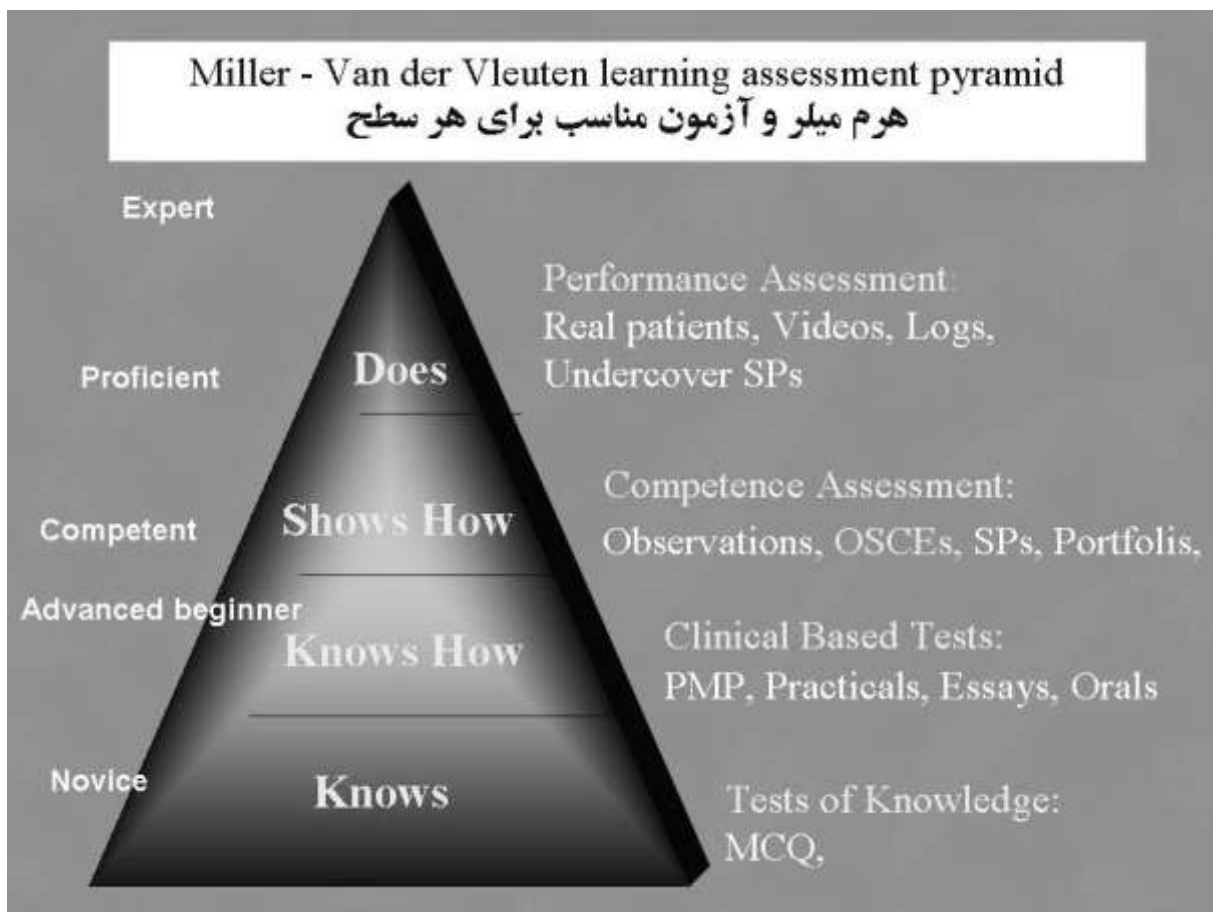 Miller - Van der Vleuten learning assessment pyramid
هرم میلر و آزمون مناسب برای هر سطح
Expert
Performance Assessment:
Real patients, Videos, Logs,
Undercover SPs
Proficient
Does
Competence Assessment:
Observations, OSCEs, SPs, Portfolis,
Competent
Shows How
Advanced beginner
Knows How
Clinical Based Tests:
PMP, Practicals, Essays, Orals
Novice
Knows
Tests of Knowledge:
MCQ,